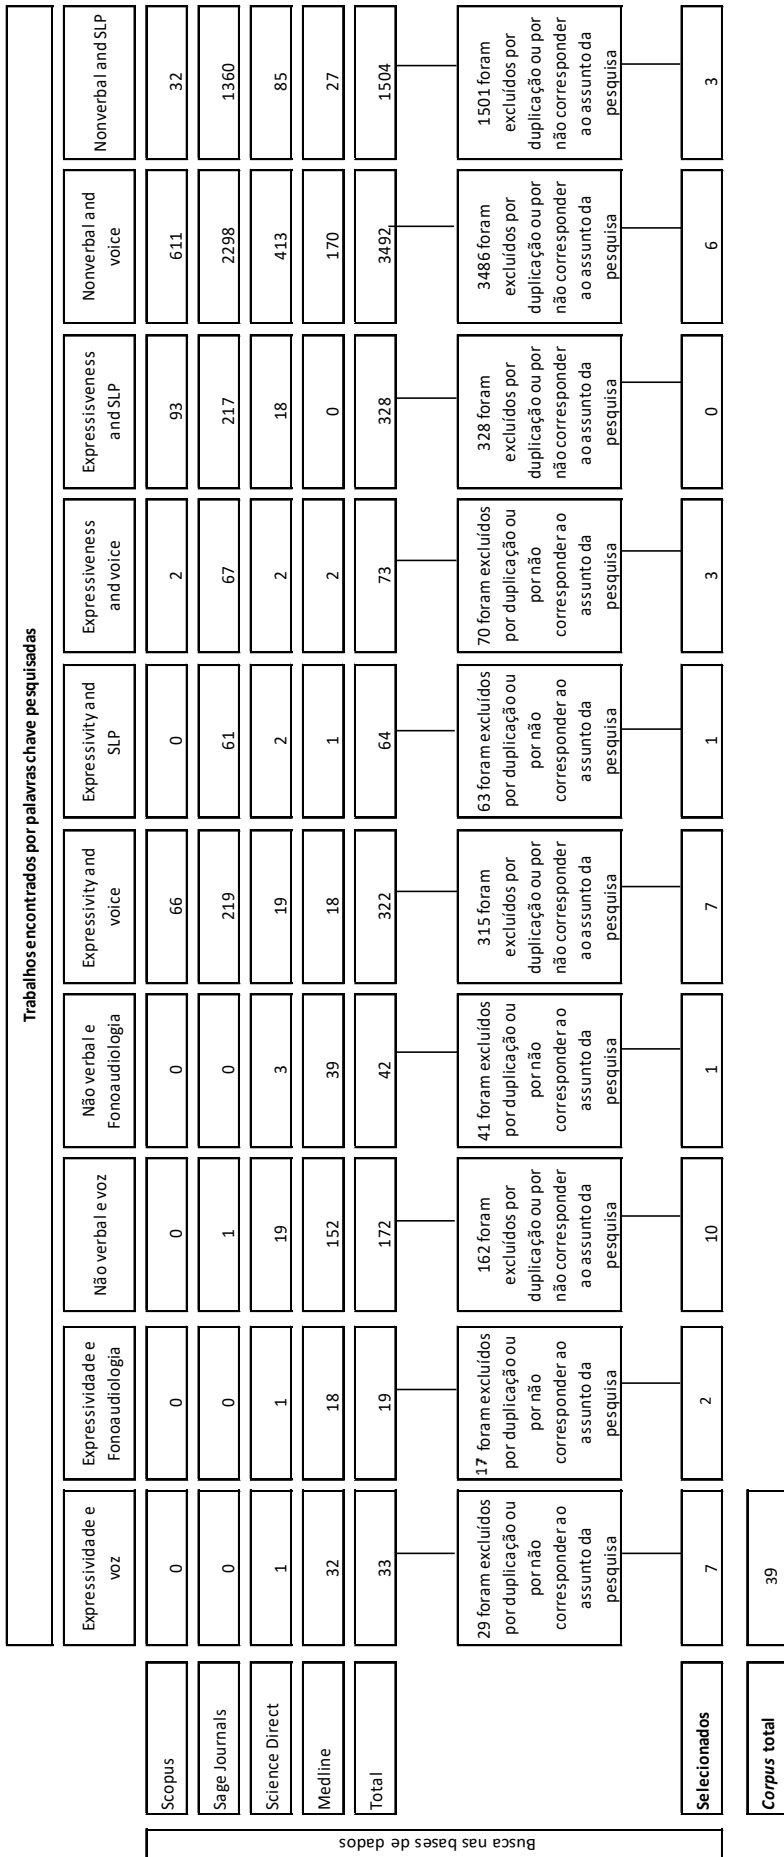 Trabalhos encontrados por palavras chave pesquisadas
Expressividade e
voz
Expressividade e
Fonoaudiologia
Não verbal e voz
Não verbal e
Fonoaudiologia
Expressivity and
voice
Expressivity and
SLP
Expressiveness
and voice
Expressisveness
and SLP
Nonverbal and
voice
Nonverbal and SLP
Busca nas bases de dados
Scopus 0 0 0 0 66 0 2 93 611 32
Sage Journals 0 0 1 0 219 61 67 217 2298 1360
Science Direct 1 1 19 3 19 2 2 18 413 85
Medline 32 18 152 39 18 1 2 0 170 27
Total 33 19 172 42 322 64 73 328 3492 1504
29 foram excluídos
por duplicação ou
por não
corresponder ao
assunto da
pesquisa
17 foram excluídos
por duplicação ou
por não
corresponder ao
assunto da
pesquisa
162 foram
excluídos por
duplicação ou por
não corresponder
ao assunto da
pesquisa
41 foram excluídos
por duplicação ou
por não
corresponder ao
assunto da
pesquisa
315 foram
excluídos por
duplicação ou por
não corresponder
ao assunto da
pesquisa
63 foram excluídos
por duplicação ou
por não
corresponder ao
assunto da
pesquisa
70 foram excluídos
por duplicação ou
por não
corresponder ao
assunto da
pesquisa
328 foram
excluídos por
duplicação ou por
não corresponder
ao assunto da
pesquisa
3486 foram
excluídos por
duplicação ou por
não corresponder
ao assunto da
pesquisa
1501 foram
excluídos por
duplicação ou por
não corresponder
ao assunto da
pesquisa
Selecionados 7 2 10 1 7 1 3 0 6 3
Corpus total 39